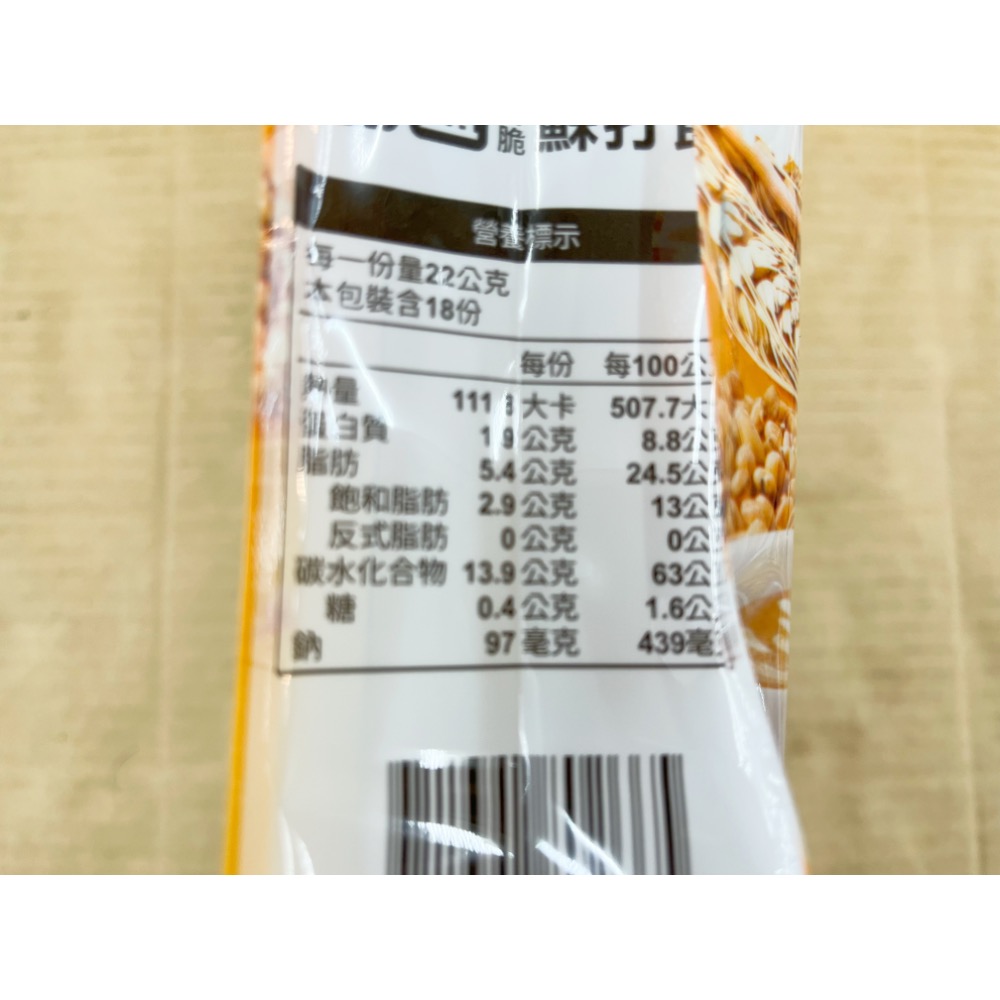 脆 蘇打
營養標示
每一份量22公克
本包裝含18份
每份 每100公
熱量 111 大卡 507.7大
蛋白質 1.9 公克 8.8公
脂肪 5.4 公克 24.5公
飽和脂肪 2.9 公克 13公
反式脂肪 0 公克 0公
碳水化合物 13.9 公克 63公
糖 0.4 公克 1.6公
鈉 97 毫克 439毫